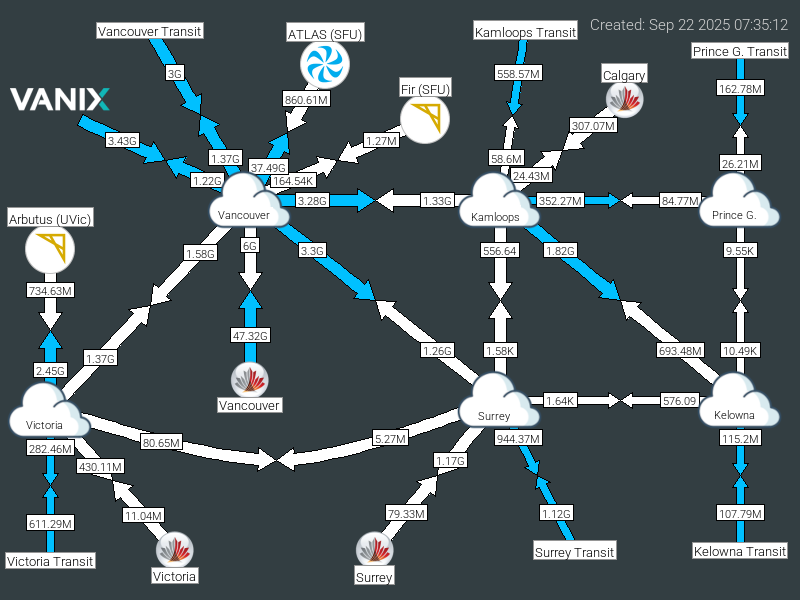 Created: Sep 22 2025 07:35:12
Vancouver Transit
ATLAS (SFU)
Kamloops Transit
Prince G. Transit
3G
558.57M
Calgary
860.61M
Fir (SFU)
162.78M
VANIX
307.07M
3.43G
1.27M
1.37G
58.6M
26.21M
37.49G
24.43M
1.22G
164.54K
3.28G
1.33G
352.27M
84.77M
Vancouver
Kamloops
Prince G.
Arbutus (UVic)
1.58G
6G
3.3G
556.64
1.82G
9.55K
734.63M
47.32G
1.37G
1.26G
1.58K
693.48M
10.49K
2.45G
Vancouver
1.64K
576.09
Victoria
Surrey
Kelowna
282.46M
80.65M
5.27M
944.37M
115.2M
430.11M
1.17G
611.29M
11.04M
79.33M
1.12G
107.79M
Victoria Transit
Victoria
Surrey
Surrey Transit
Kelowna Transit